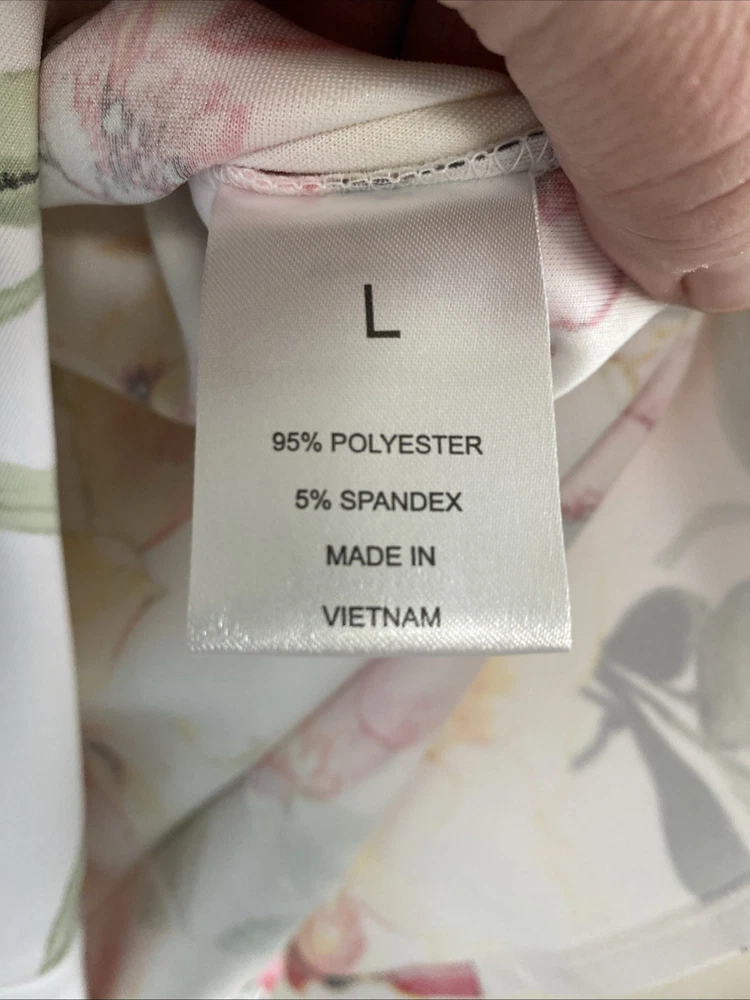 L
95% POLYESTER
5% SPANDEX
MADE IN
VIETNAM